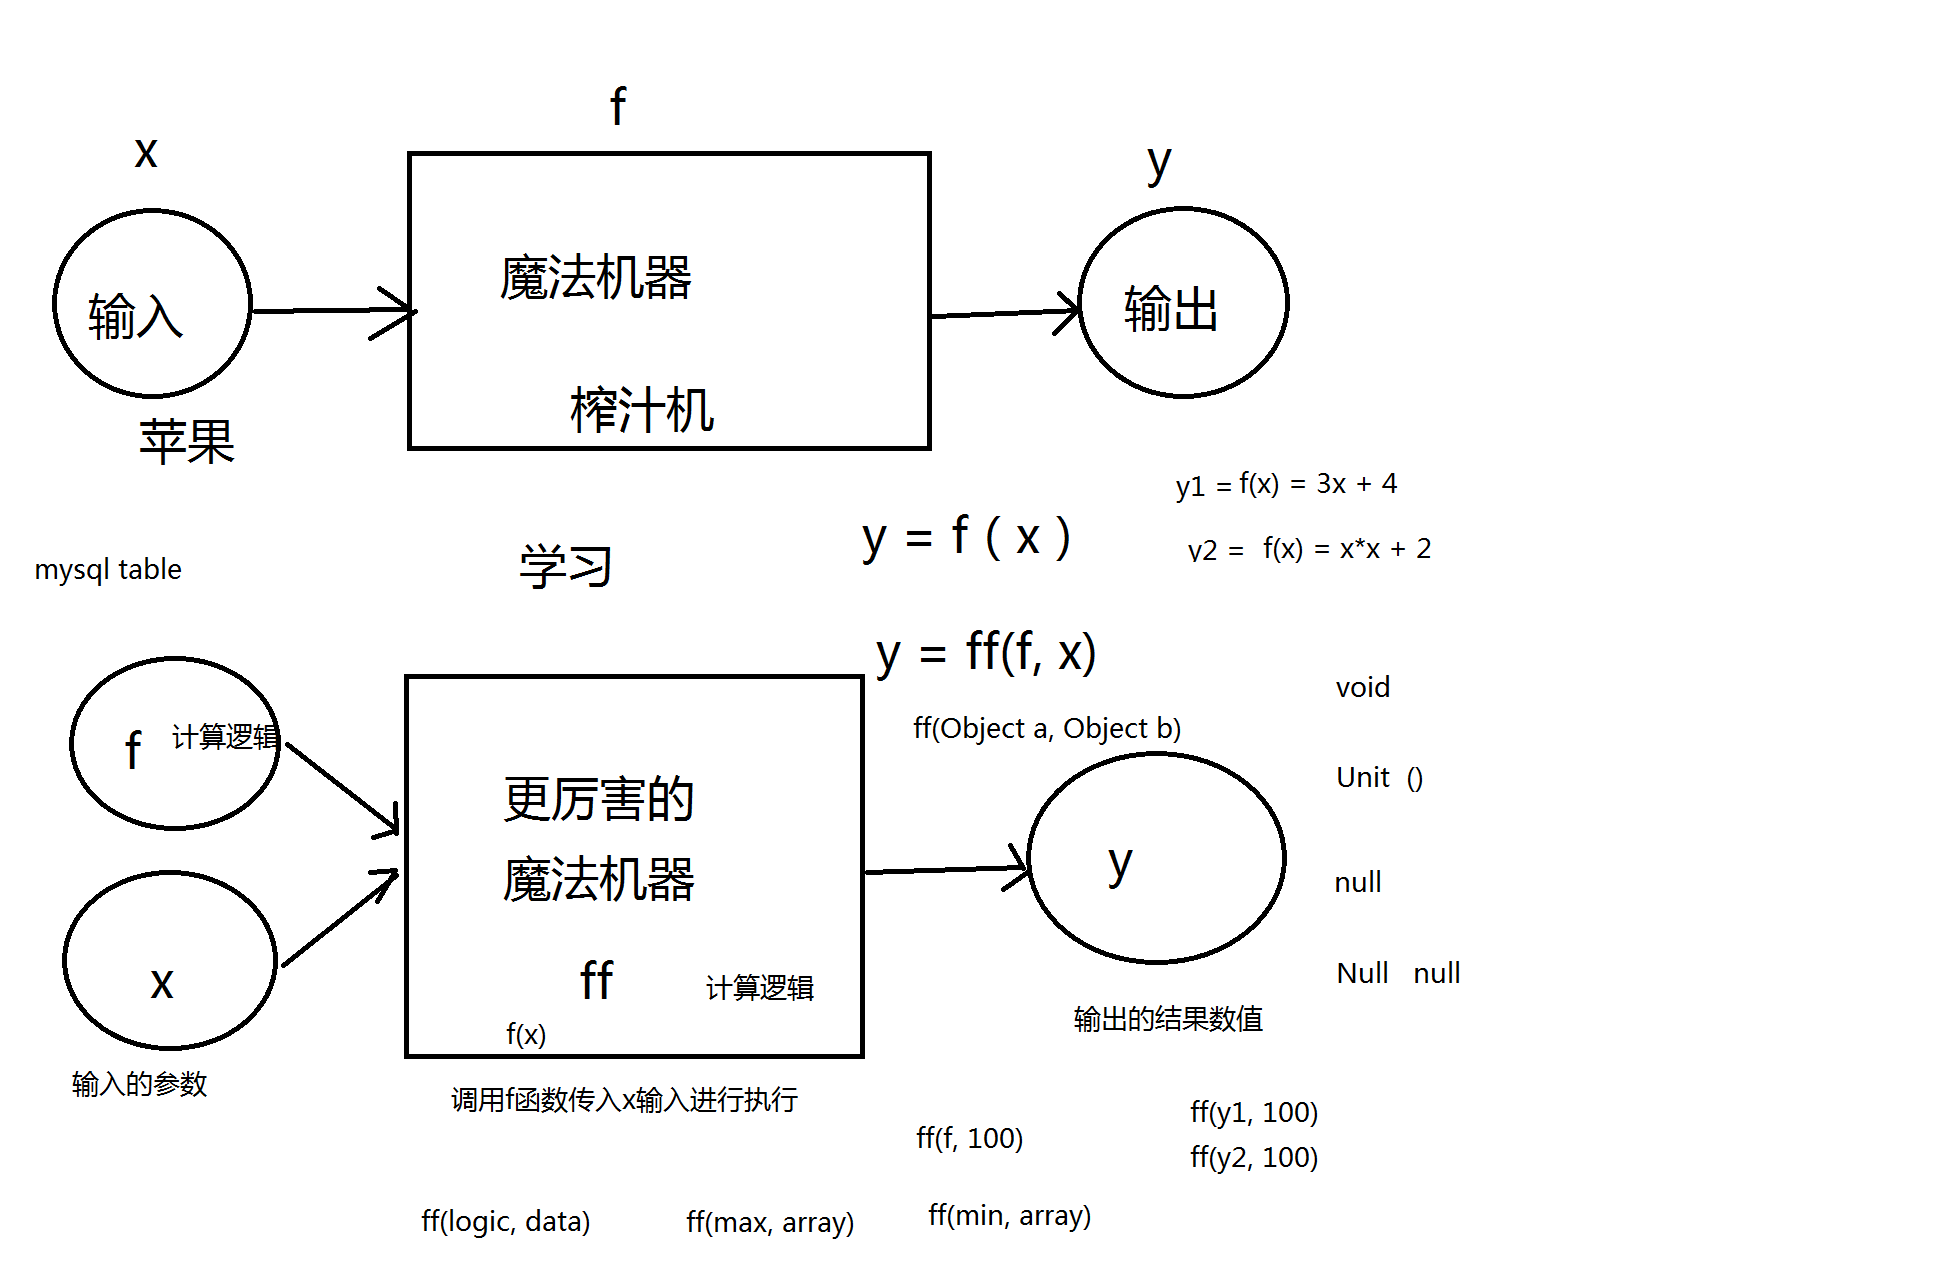 f
x
y
输入
魔法机器
输出
榨汁机
苹果
y1 = f(x) = 3x + 4
y = f ( x )
y2 = f(x) = x*x + 2
学习
mysql table
y = ff(f, x)
void
ff(Object a, Object b)
f 计算逻辑
Unit ()
更厉害的
魔法机器
y
null
x
ff
计算逻辑
Null null
f(x)
输出的结果数值
输入的参数
调用f函数传入x输入进行执行
ff(y1, 100)
ff(f, 100)
ff(y2, 100)
ff(logic, data)
ff(max, array)
ff(min, array)